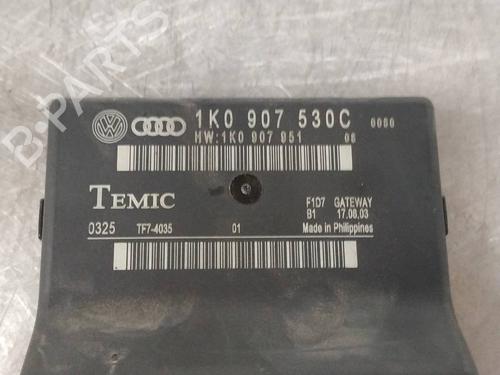 1K0 907 530C 0080
HW:1K0 907 951 06
TEMIC
F1D7 GATEWAY
B1 17.08.03
0325 TF7-4035 01 Made in Philippines
B-PARTS